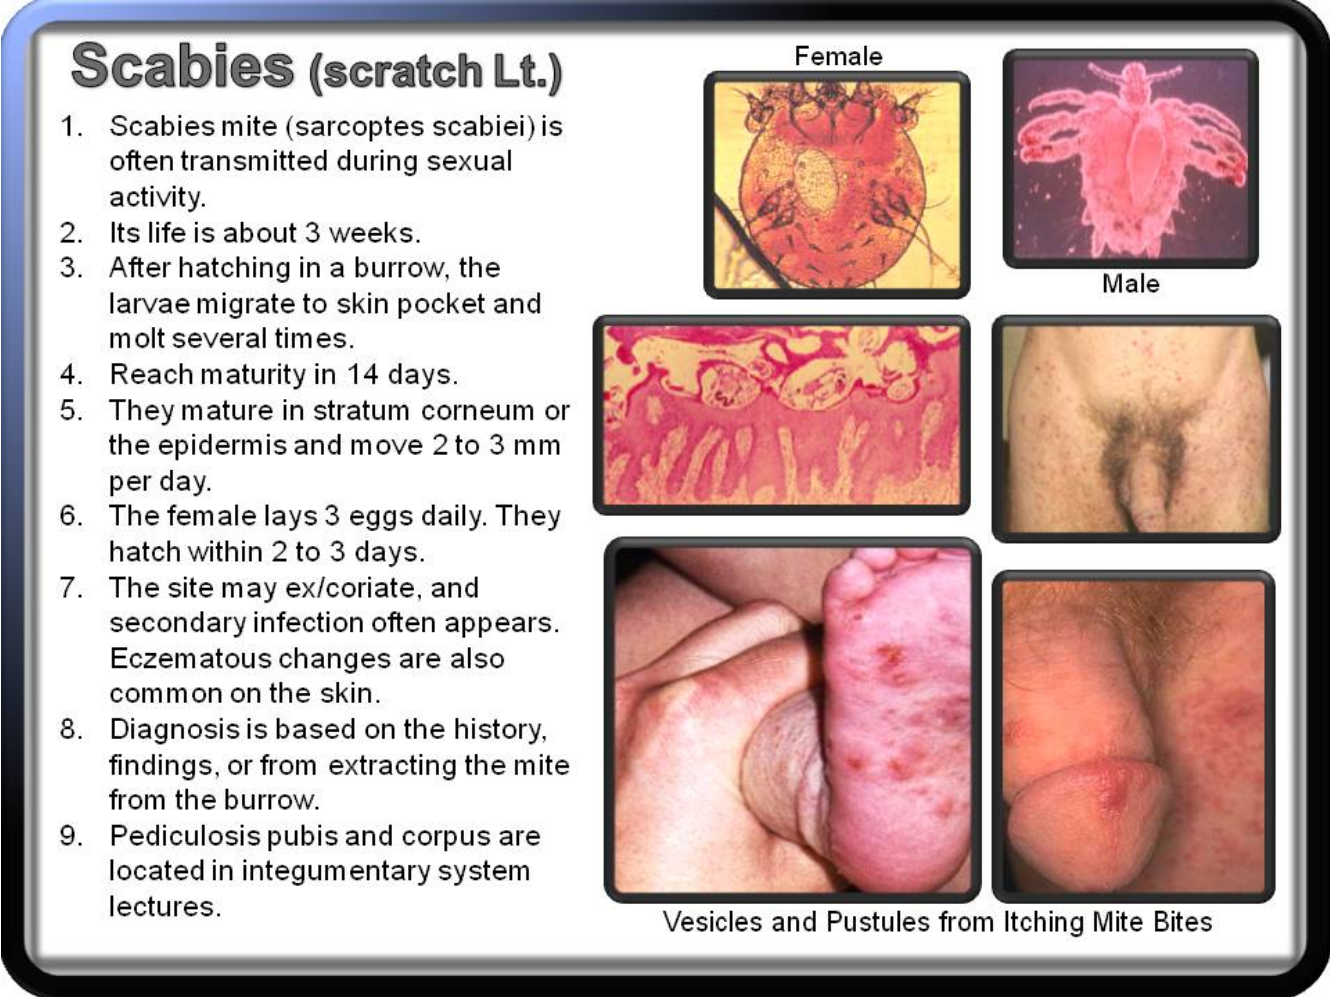 Scabies (scratch Lt.)
1. Scabies mite (sarcoptes scabiei) is
often transmitted during sexual
activity.
2. Its life is about 3 weeks.
3. After hatching in a burrow, the
larvae migrate to skin pocket and
molt several times.
4. Reach maturity in 14 days.
5. They mature in stratum corneum or
the epidermis and move 2 to 3 mm
per day.
6. The female lays 3 eggs daily. They
hatch within 2 to 3 days.
7. The site may ex/coriate, and
secondary infection often appears.
Eczematous changes are also
common on the skin.
8. Diagnosis is based on the history,
findings, or from extracting the mite
from the burrow.
9. Pediculosis pubis and corpus are
located in integumentary system
lectures.
Female
Male
Vesicles and Pustules from Itching Mite Bites